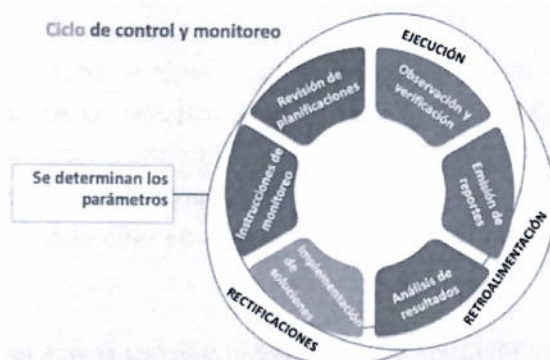 Ciclo de control y monitoreo
EJECUCIÓN
Revisión de
planificaciones
Observación y
verificación
Emisión de
reportes
RETROALIMENTACIÓN
Análisis de
resultados
Implementación
de
soluciones
RECTIFICACIONES
Instrucciones de
monitoreo
Se determinan los
parámetros